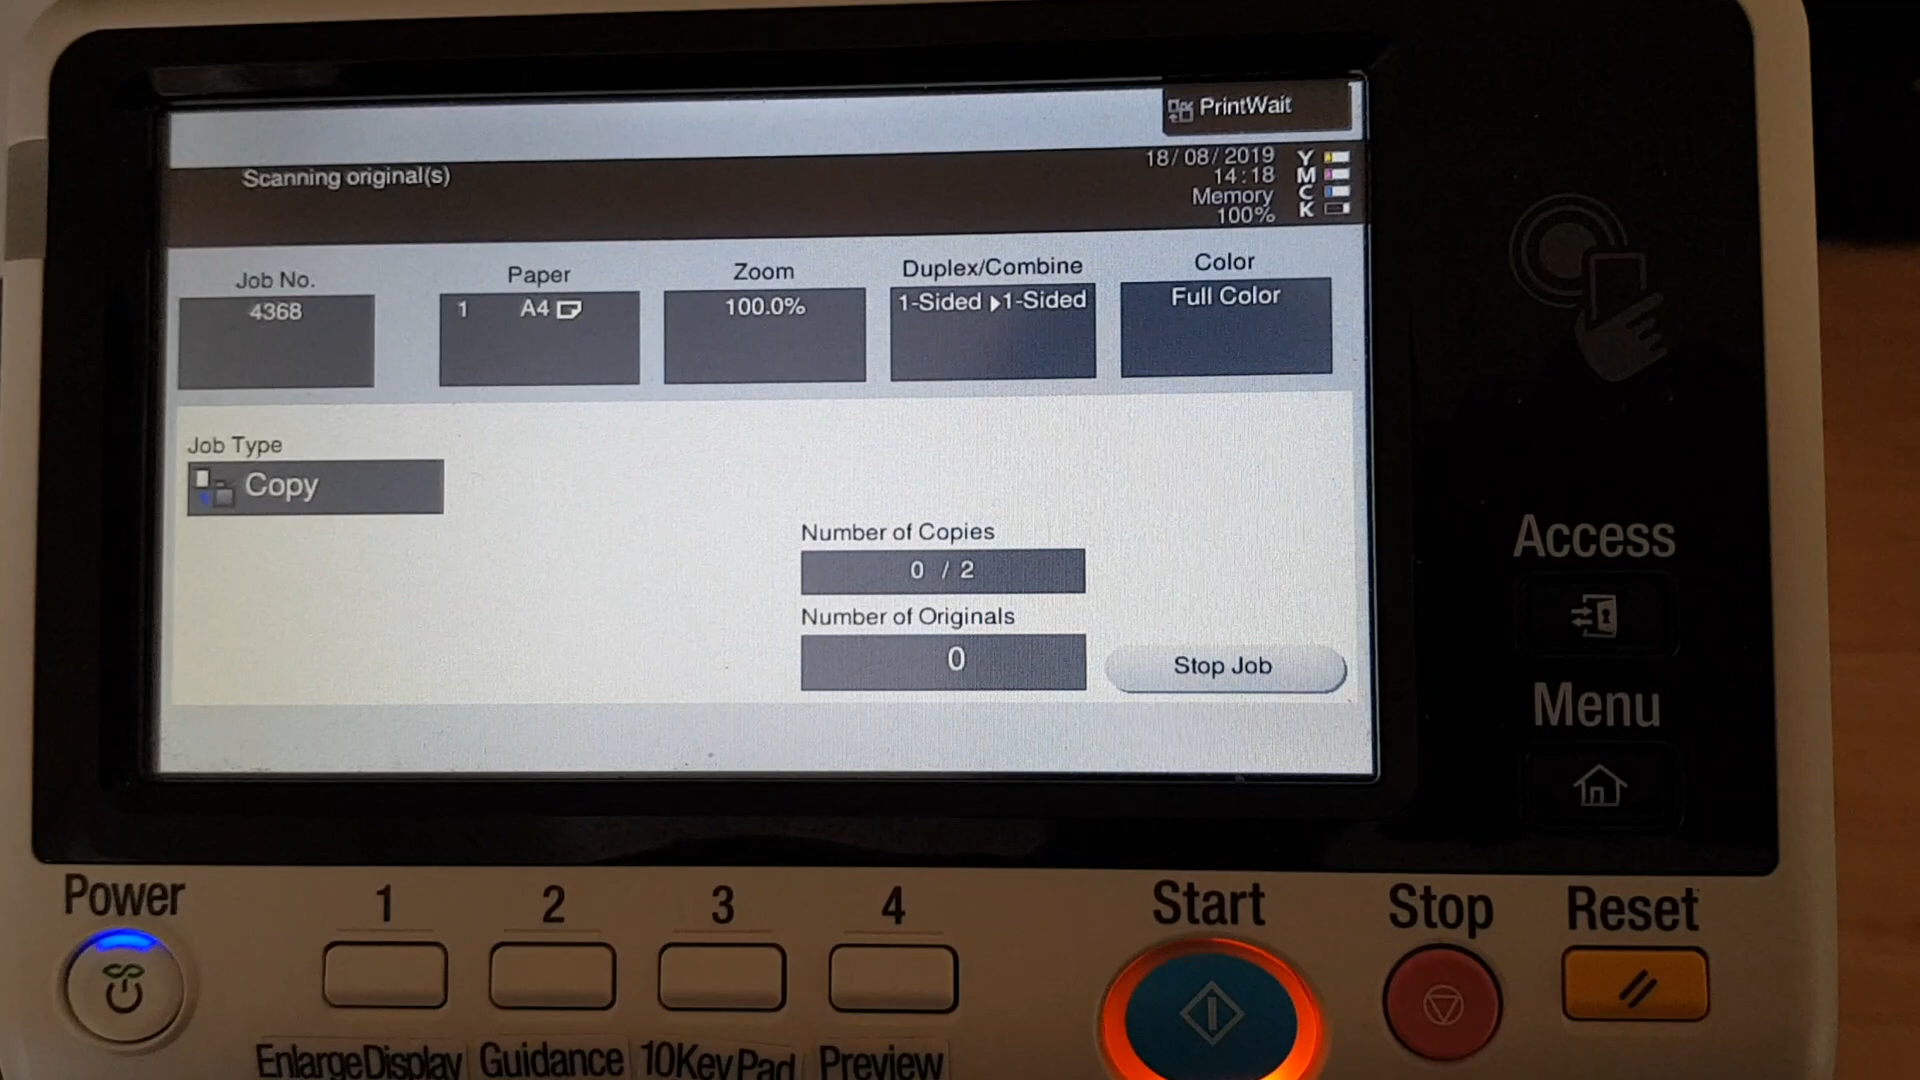 PrintWait
Scanning original(s)
18/08/2019
14:18
Memory
100%
Y
M
C
K
Job No.
4368
Paper
1 A4
Zoom
100.0%
Duplex/Combine
1-Sided ▶1-Sided
Color
Full Color
Job Type
Copy
Number of Copies
0 / 2
Number of Originals
0
Stop Job
Access
Menu
Power
1
2
3
4
Start
Stop
Reset
EnlargeDisplay
Guidance
10KeyPad
Preview